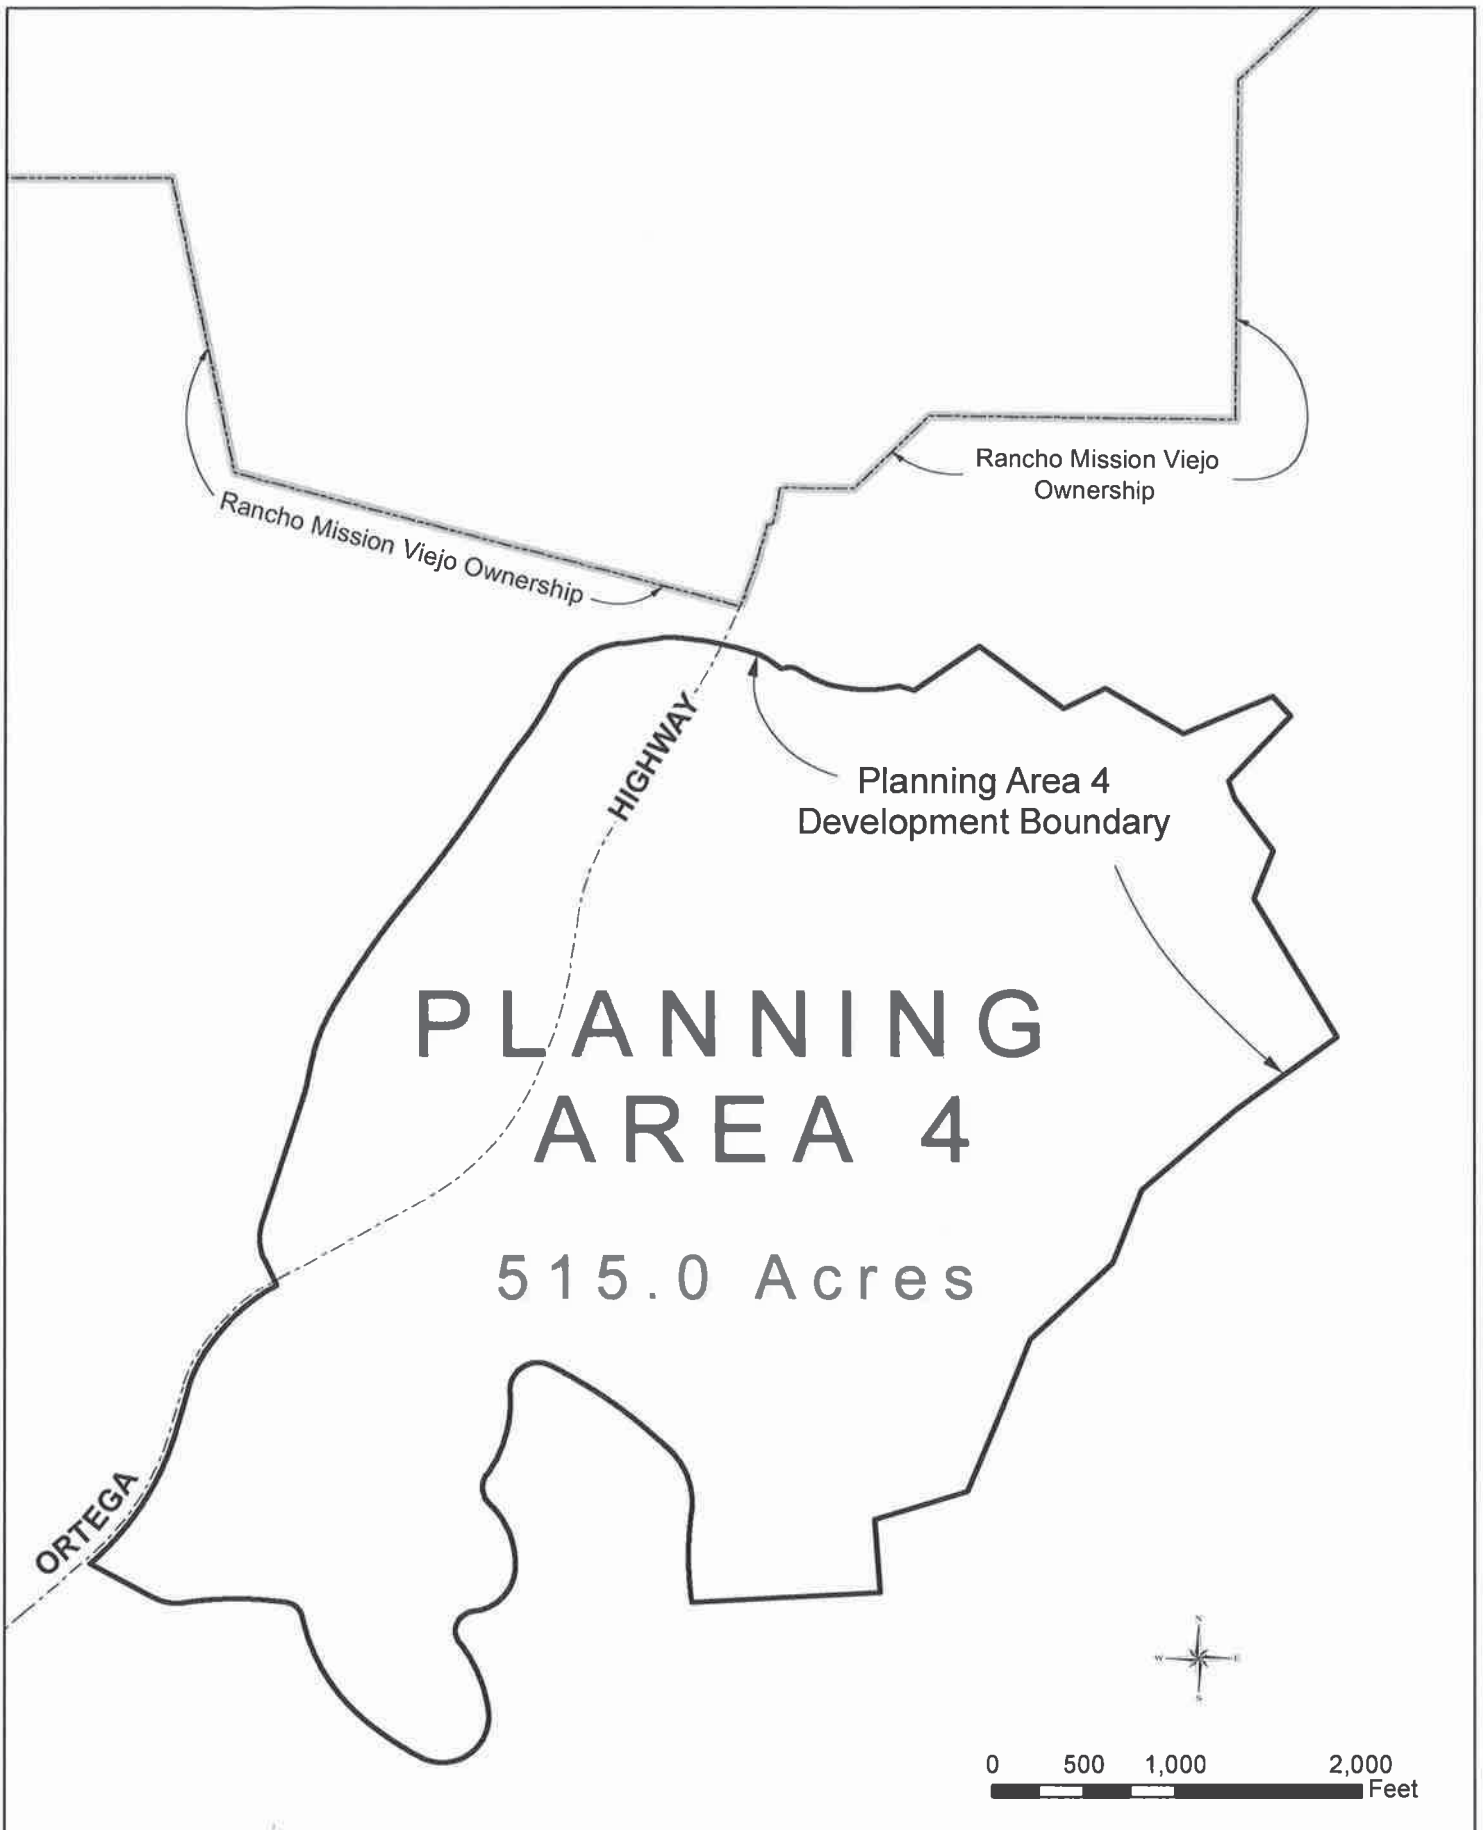 Rancho Mission Viejo
Ownership
Rancho Mission Viejo Ownership
HIGHWAY
Planning Area 4
Development Boundary
PLANNING
AREA 4
515.0 Acres
ORTEGA
N
W E
S
0 500 1,000 2,000
Feet